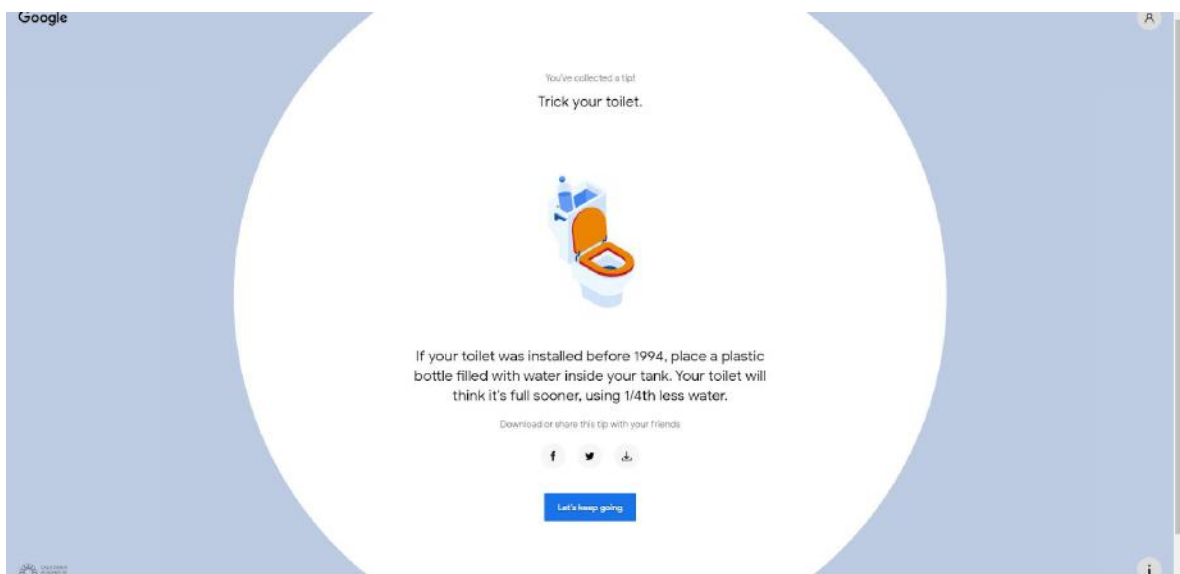 Google
You've collected a tip!
Trick your toilet.
If your toilet was installed before 1994, place a plastic
bottle filled with water inside your tank. Your toilet will
think it's full sooner, using 1/4th less water.
Download or share this tip with your friends
Let's keep going